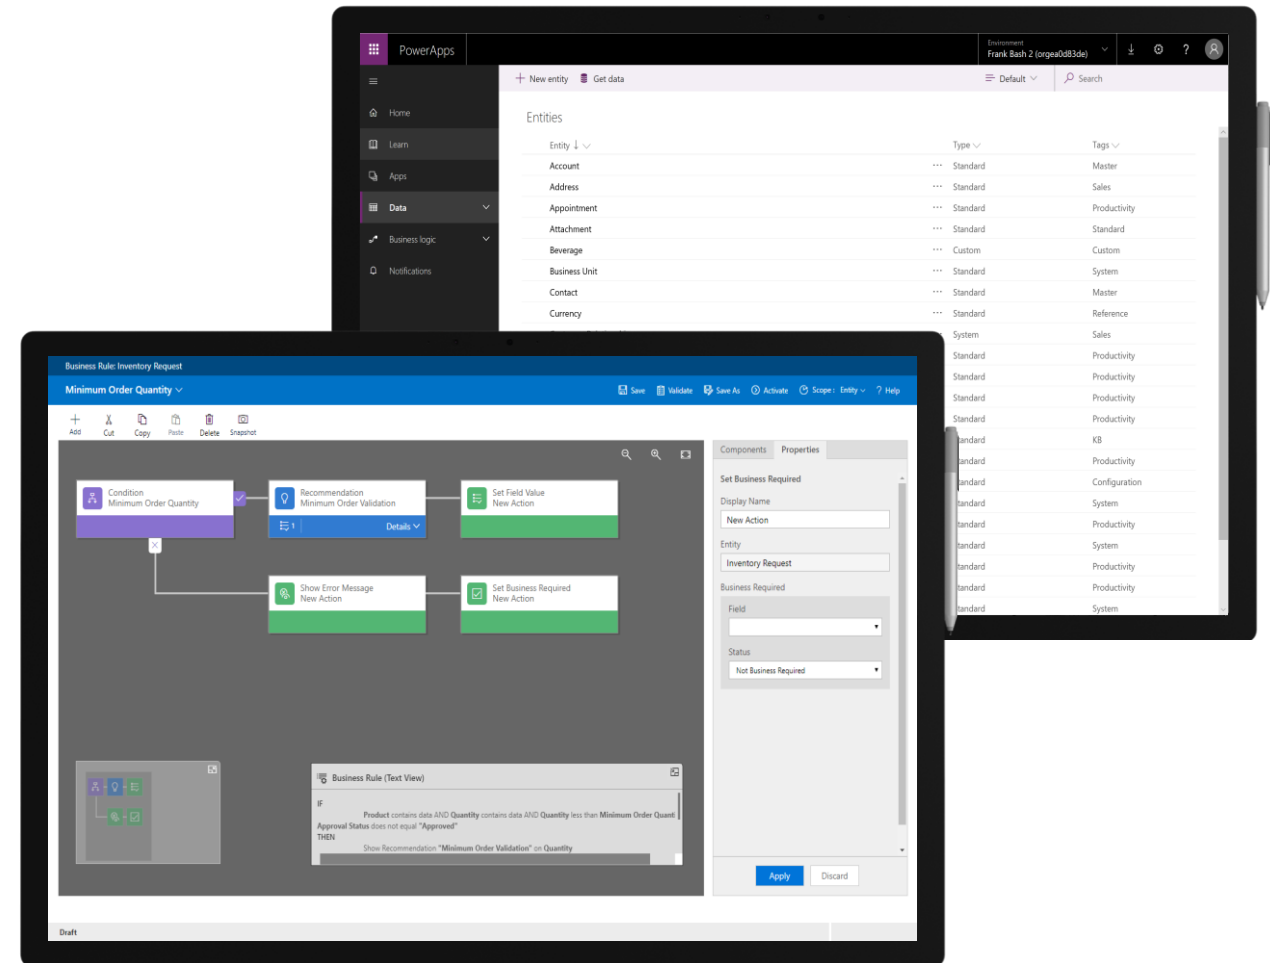 PowerApps
Environment
Frank Bash 2 (orgea0d83de)
?
New entity
Get data
Default
Search
Home
Learn
Apps
Data
Business logic
Notifications
Entities
Entity Type Tags
Account ... Standard Master
Address ... Standard Sales
Appointment ... Standard Productivity
Attachment ... Standard Standard
Beverage ... Custom Custom
Business Unit ... Standard System
Contact ... Standard Master
Currency ... Standard Reference
System Sales
Standard Productivity
Standard Productivity
Standard Productivity
Standard Productivity
KB
Productivity
Configuration
System
Productivity
System
Productivity
Productivity
System
Business Rule: Inventory Request
Minimum Order Quantity
Save
Validate
Save As
Activate
Scope : Entity
? Help
Add
Cut
Copy
Paste
Delete
Snapshot
Condition
Minimum Order Quantity
Recommendation
Minimum Order Validation
1
Details
Set Field Value
New Action
Show Error Message
New Action
Set Business Required
New Action
Business Rule (Text View)
IF
Product contains data AND Quantity contains data AND Quantity less than Minimum Order Quanti
Approval Status does not equal "Approved"
THEN
Show Recommendation "Minimum Order Validation" on Quantity
Components
Properties
Set Business Required
Display Name
New Action
Entity
Inventory Request
Business Required
Field
Status
Not Business Required
Apply
Discard
Draft